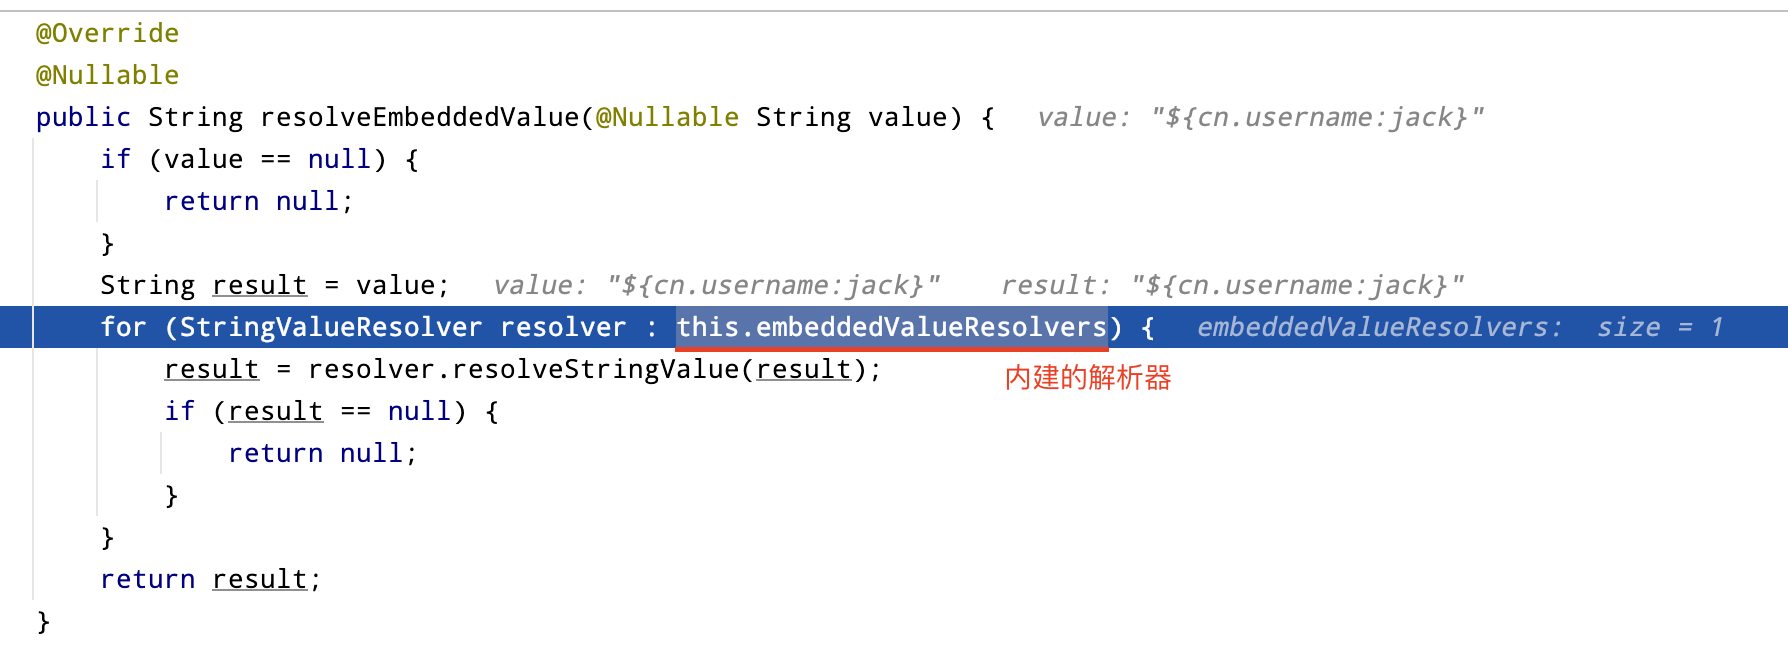 @Override
@Nullable
public String resolveEmbeddedValue(@Nullable String value) {   value: "${cn.username:jack}"
    if (value == null) {
        return null;
    }
    String result = value;   value: "${cn.username:jack}"    result: "${cn.username:jack}"
    for (StringValueResolver resolver : this.embeddedValueResolvers) {   embeddedValueResolvers:  size = 1
        result = resolver.resolveStringValue(result);
内建的解析器
        if (result == null) {
            return null;
        }
    }
    return result;
}